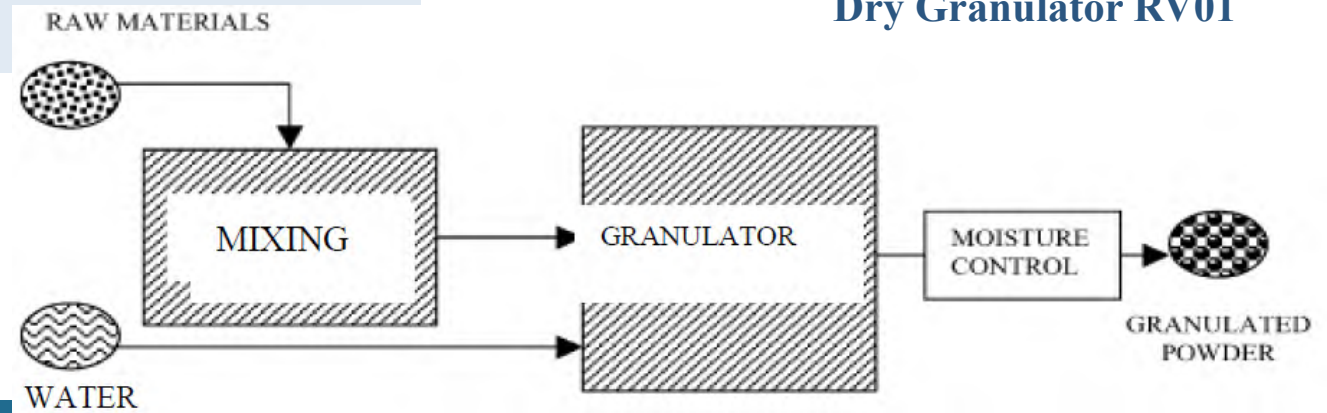 Dry Granulator RV01
RAW MATERIALS
MIXING
GRANULATOR
MOISTURE
CONTROL
GRANULATED
POWDER
WATER